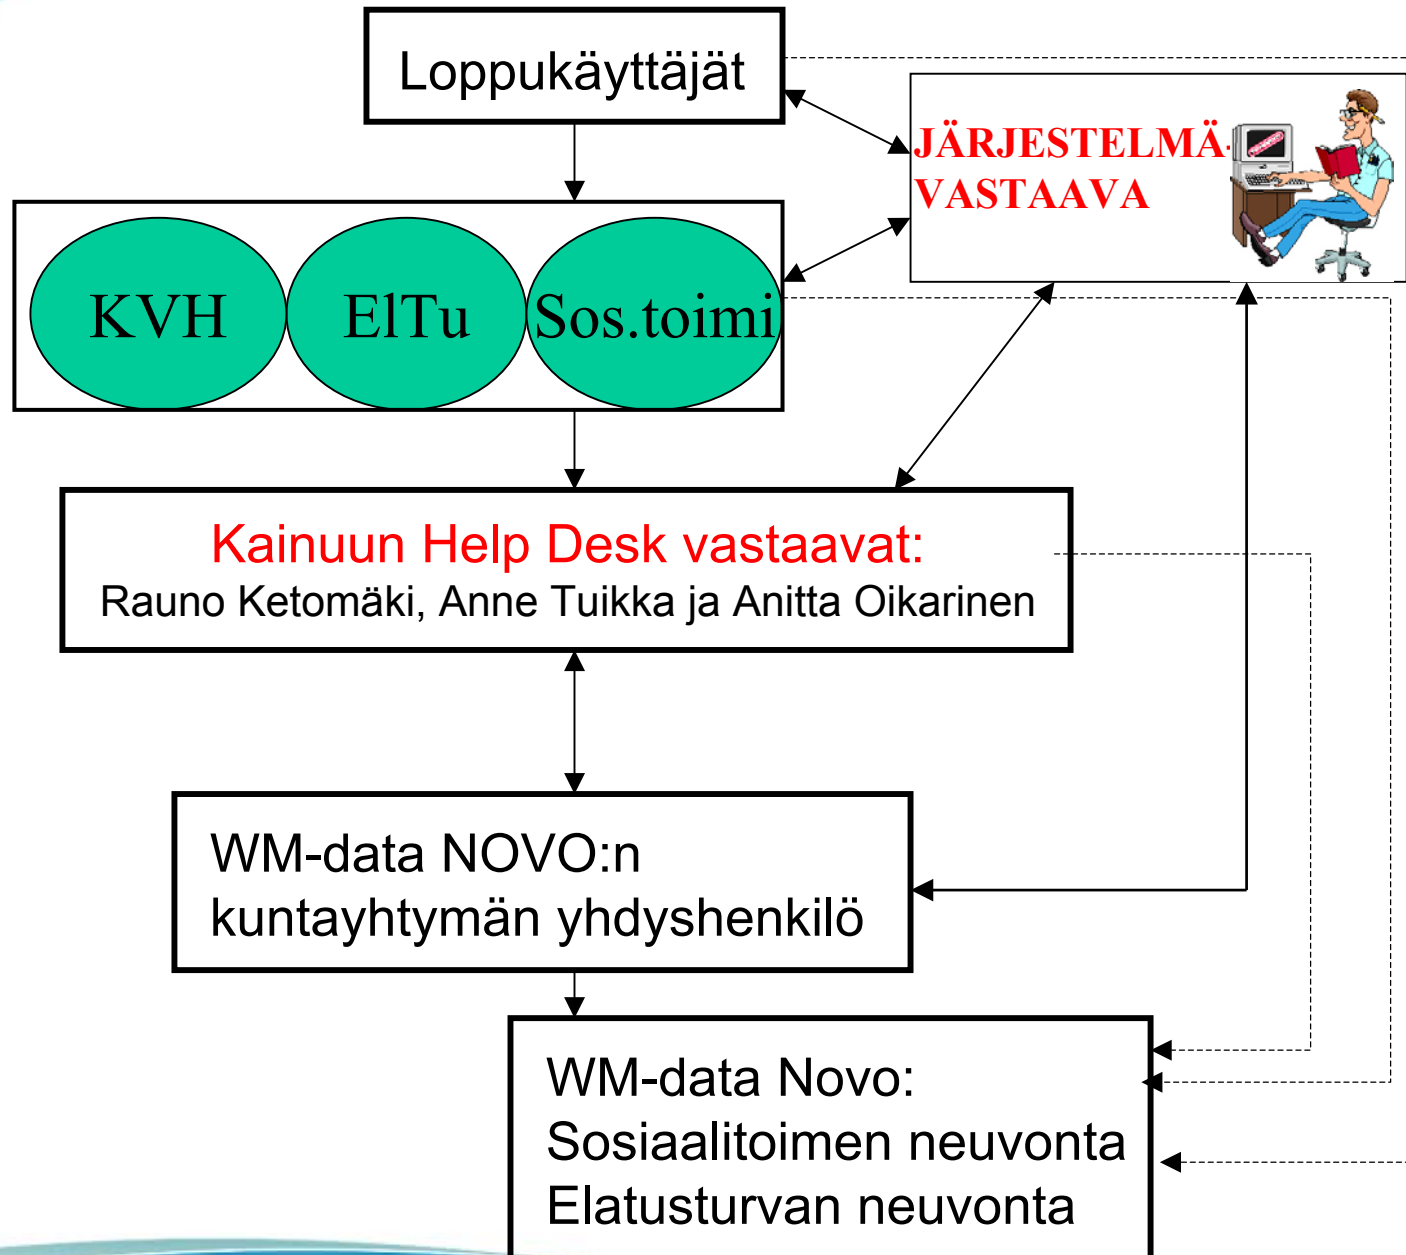 Loppukäyttäjät
JÄRJESTELMÄ-
VASTAAVA
KVH
ElTu
Sos.toimi
Kainuun Help Desk vastaavat:
Rauno Ketomäki, Anne Tuikka ja Anitta Oikarinen
WM-data NOVO:n
kuntayhtymän yhdyshenkilö
WM-data Novo:
Sosiaalitoimen neuvonta
Elatusturvan neuvonta